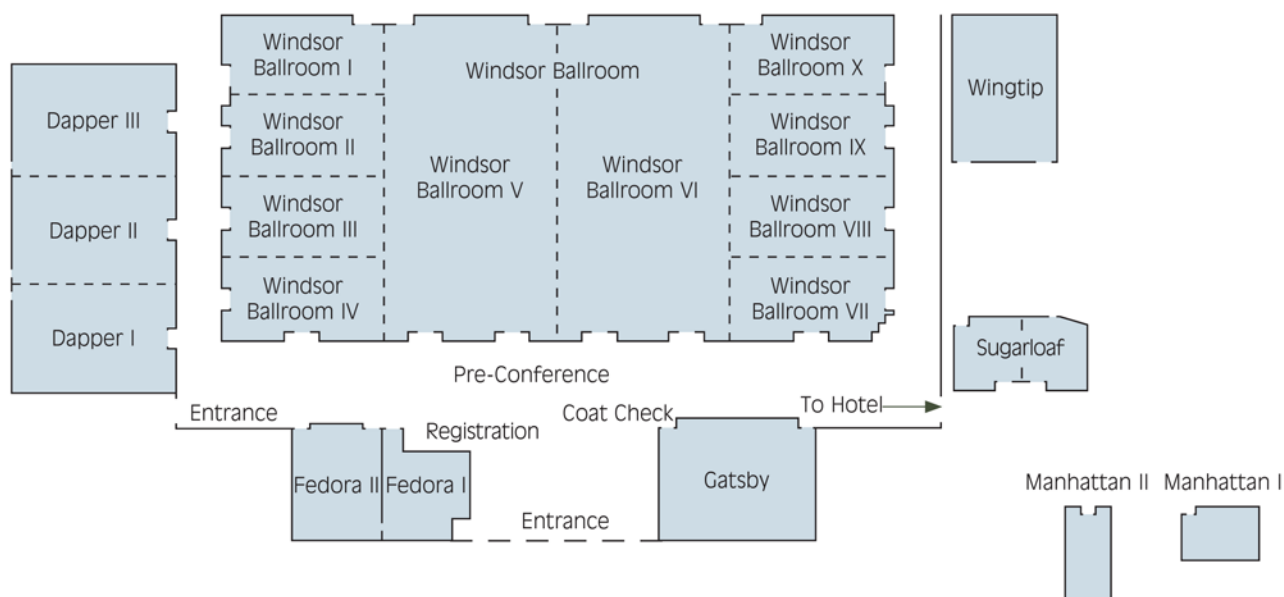 Windsor
Ballroom I
Windsor Ballroom
Windsor
Ballroom X
Wingtip
Dapper III
Windsor
Ballroom II
Windsor
Ballroom V
Windsor
Ballroom VI
Windsor
Ballroom IX
Dapper II
Windsor
Ballroom III
Windsor
Ballroom VIII
Dapper I
Windsor
Ballroom IV
Windsor
Ballroom VII
Sugarloaf
Pre-Conference
Entrance
Coat Check
To Hotel
Registration
Fedora II
Fedora I
Gatsby
Entrance
Manhattan II
Manhattan I